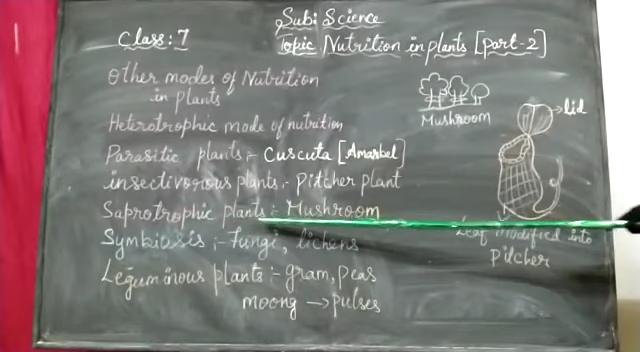 Sub: Science
Class: 7
Topic Nutrition in plants [part-2]
Other modes of Nutrition
in plants
Heterotrophic mode of nutrition
Parasitic plants:- Cuscuta [Amarbel]
insectivorous plants:- Pitcher plant
Saprotrophic plants:- Mushroom
Symbiosis:- Fungi, lichens
Leguminous plants:- gram, peas
moong → pulses
Mushroom
lid
Leaf modified into
Pitcher